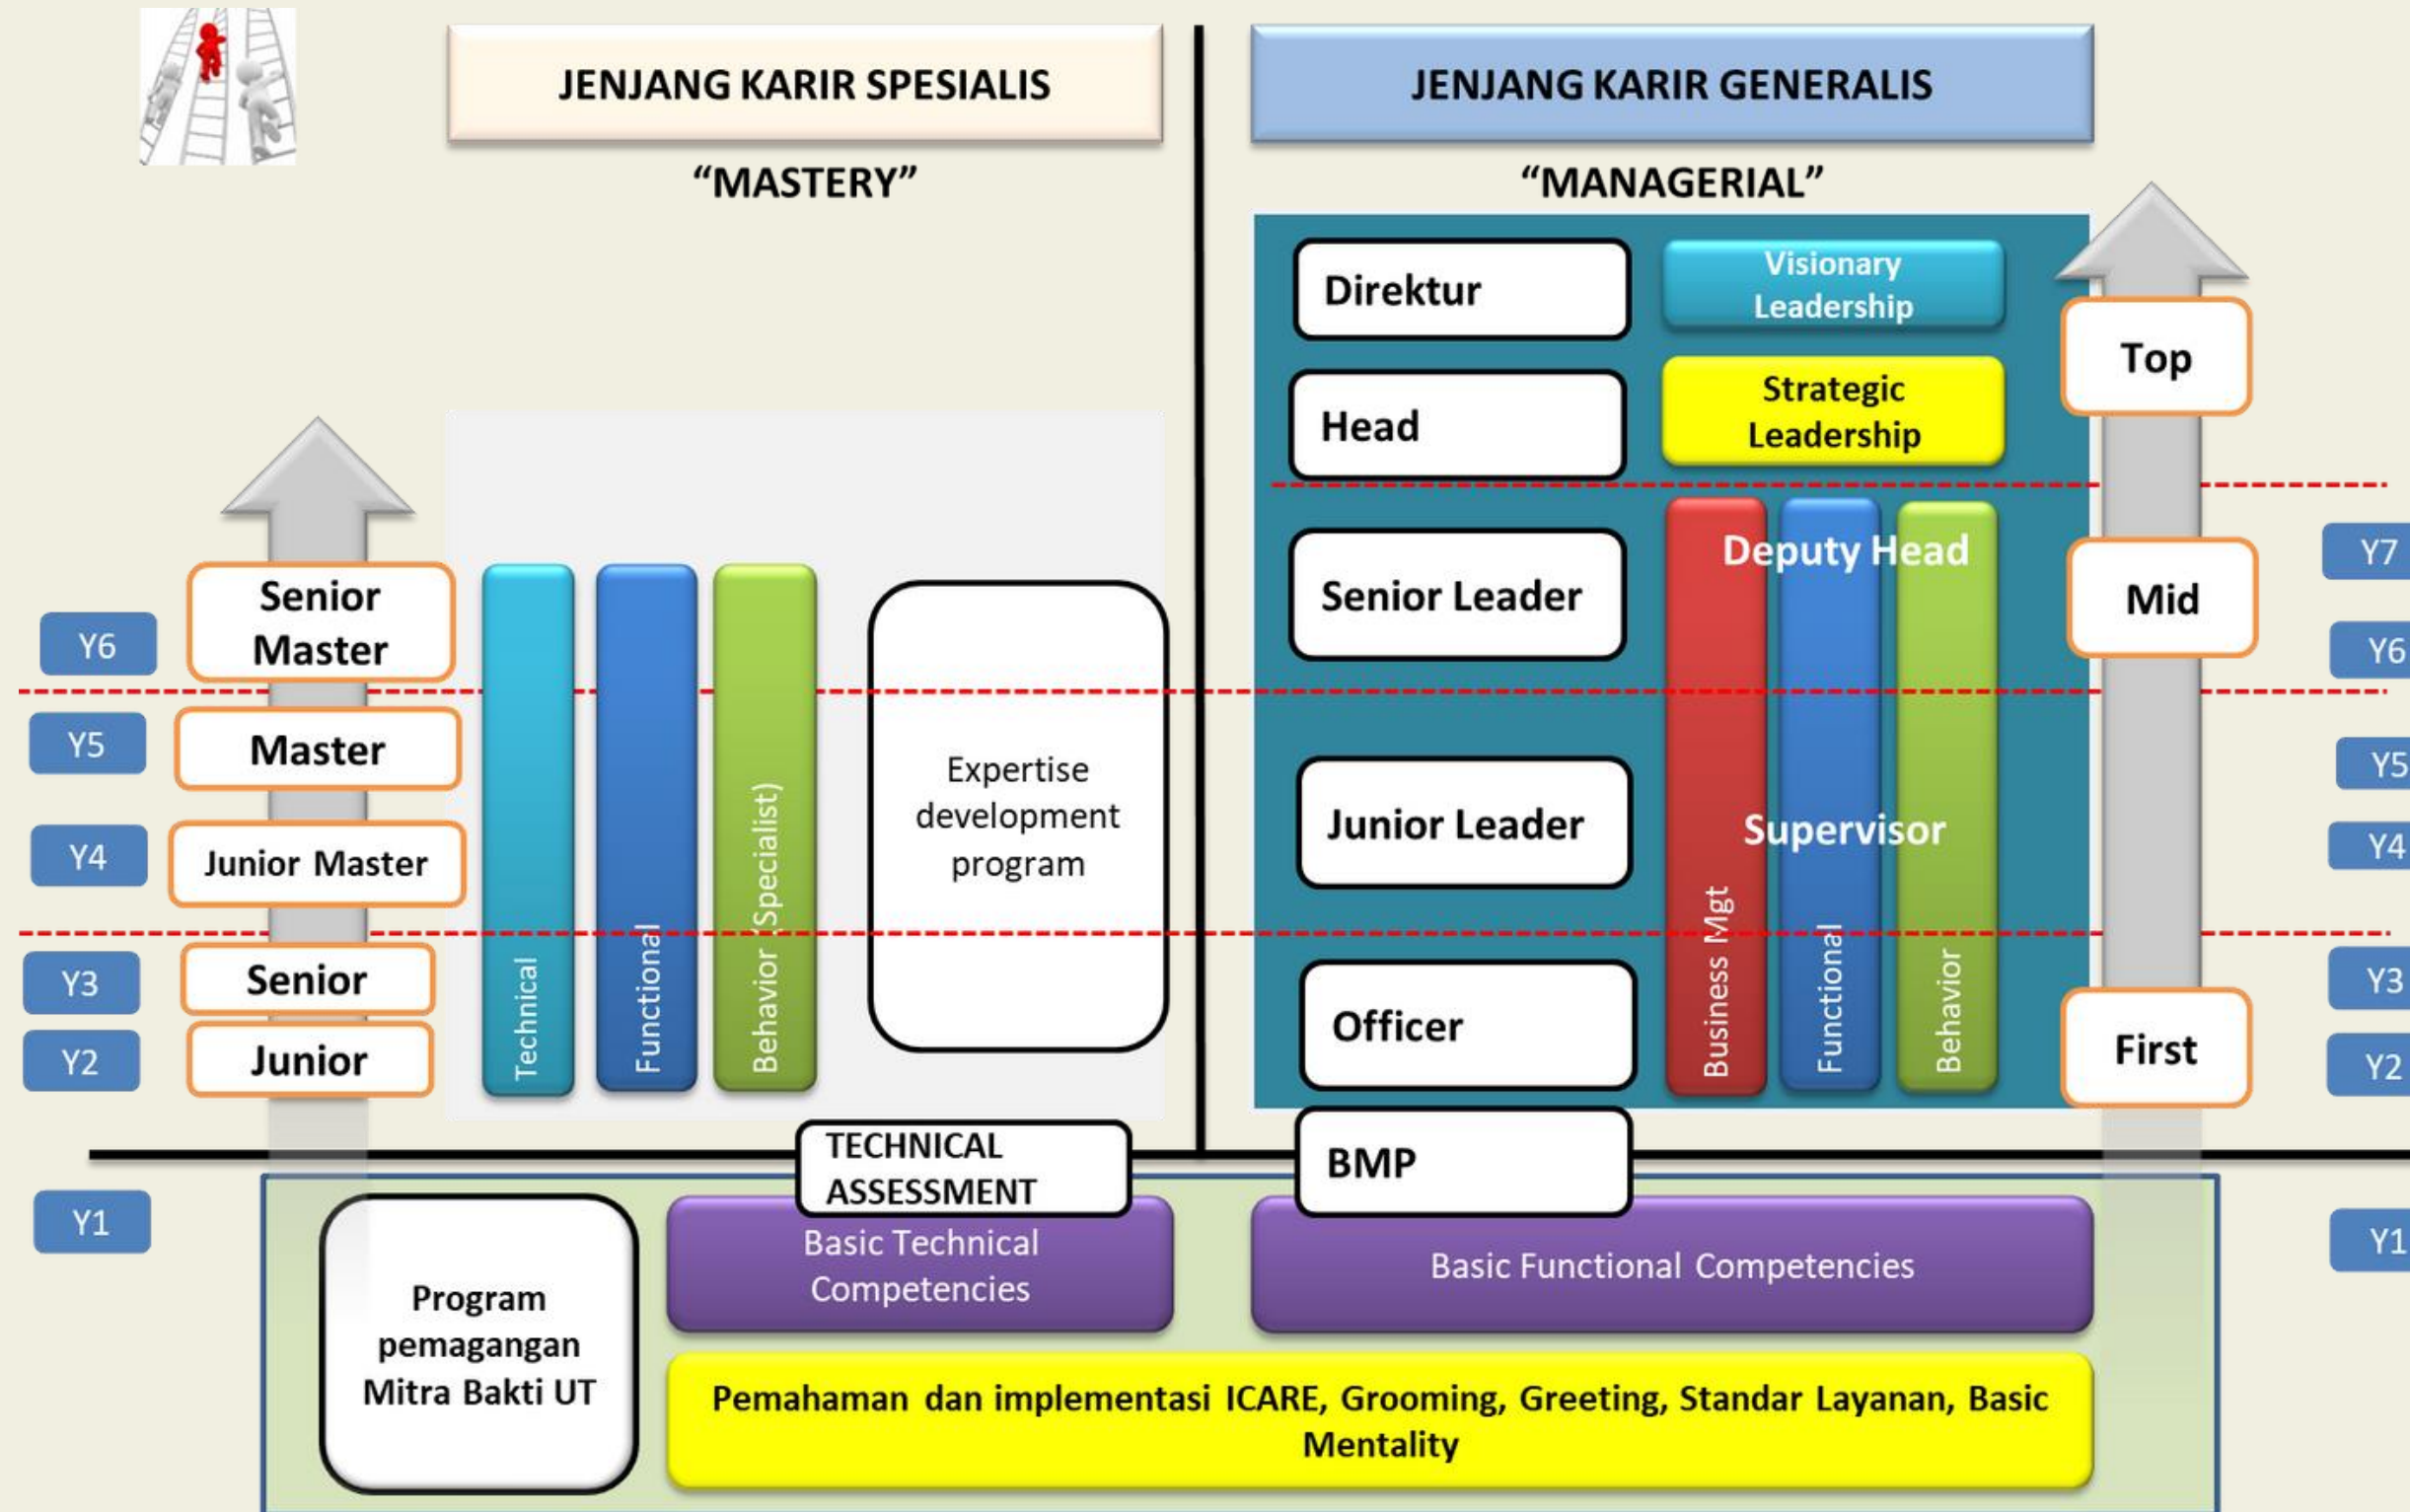 JENJANG KARIR SPESIALIS
“MASTERY”
JENJANG KARIR GENERALIS
“MANAGERIAL”
Y6
Senior
Master
Y5
Master
Y4
Junior Master
Y3
Senior
Y2
Junior
Technical
Functional
Behavior (Specialist)
Expertise
development
program
Direktur
Visionary
Leadership
Head
Strategic
Leadership
Senior Leader
Deputy Head
Junior Leader
Supervisor
Officer
Business Mgt
Functional
Behavior
Top
Mid
First
Y7
Y6
Y5
Y4
Y3
Y2
TECHNICAL
ASSESSMENT
BMP
Y1
Program
pemagangan
Mitra Bakti UT
Basic Technical
Competencies
Basic Functional Competencies
Y1
Pemahaman dan implementasi ICARE, Grooming, Greeting, Standar Layanan, Basic
Mentality